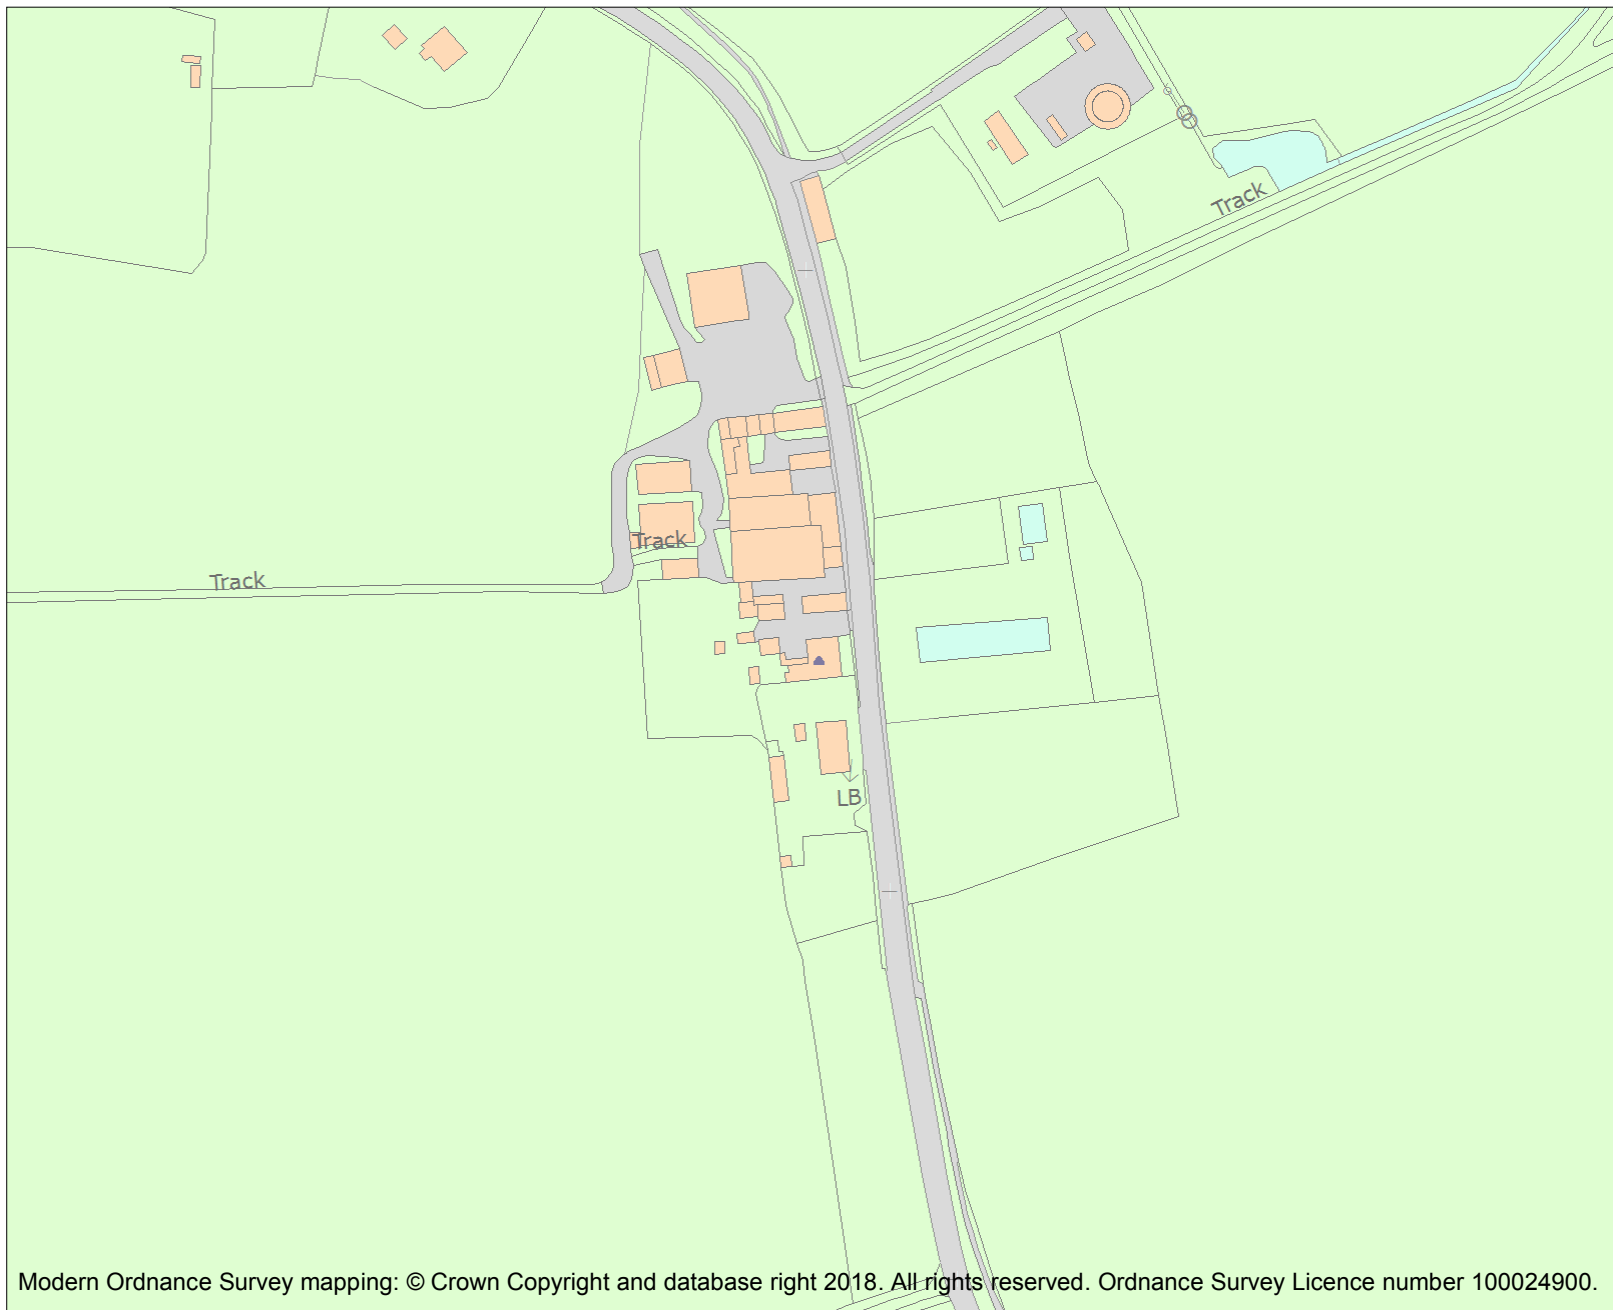 Track
Track
Track
LB
Modern Ordnance Survey mapping: © Crown Copyright and database right 2018. All rights reserved. Ordnance Survey Licence number 100024900.